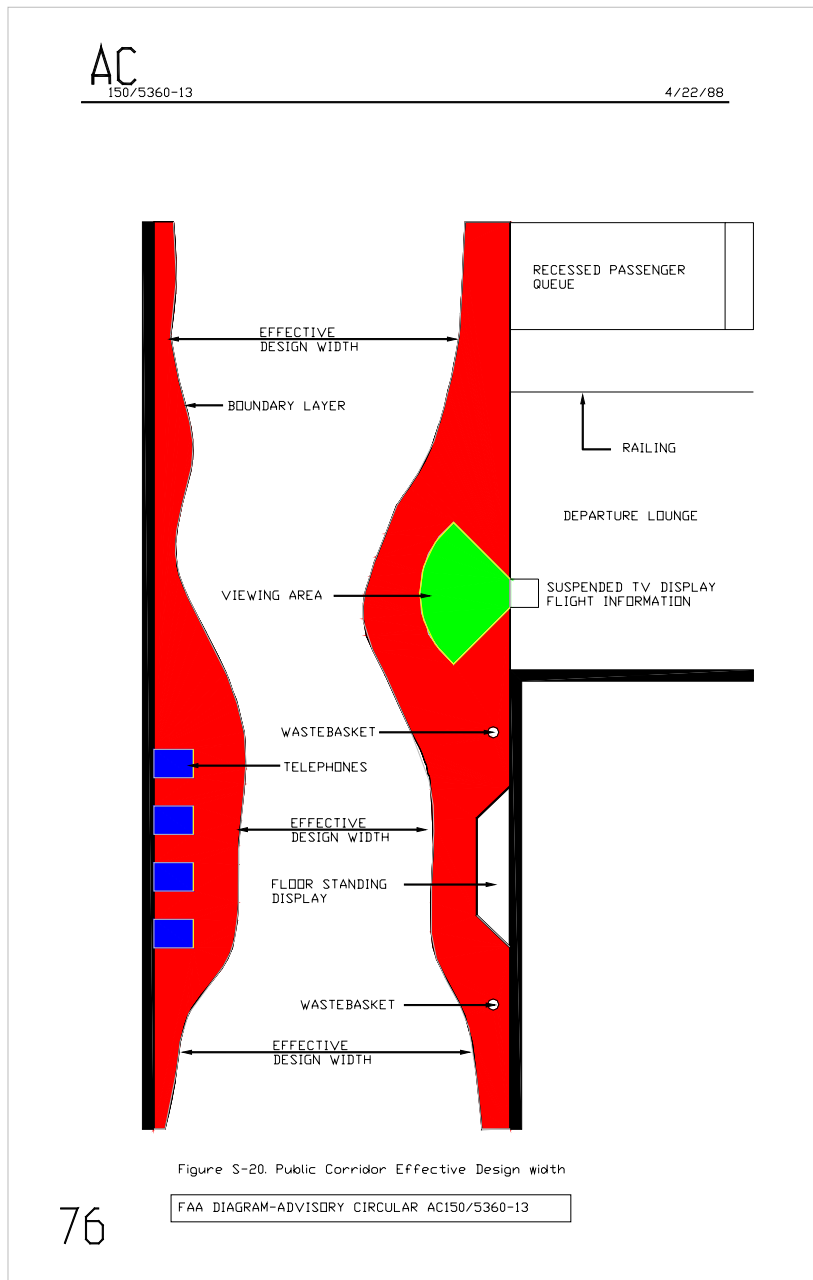 AC
150/5360-13 4/22/88
RECESSED PASSENGER
QUEUE
EFFECTIVE
DESIGN WIDTH
BOUNDARY LAYER
RAILING
DEPARTURE LOUNGE
VIEWING AREA
SUSPENDED TV DISPLAY
FLIGHT INFORMATION
WASTEBASKET
TELEPHONES
EFFECTIVE
DESIGN WIDTH
FLOOR STANDING
DISPLAY
WASTEBASKET
EFFECTIVE
DESIGN WIDTH
Figure S-20. Public Corridor Effective Design width
FAA DIAGRAM-ADVISORY CIRCULAR AC150/5360-13
76